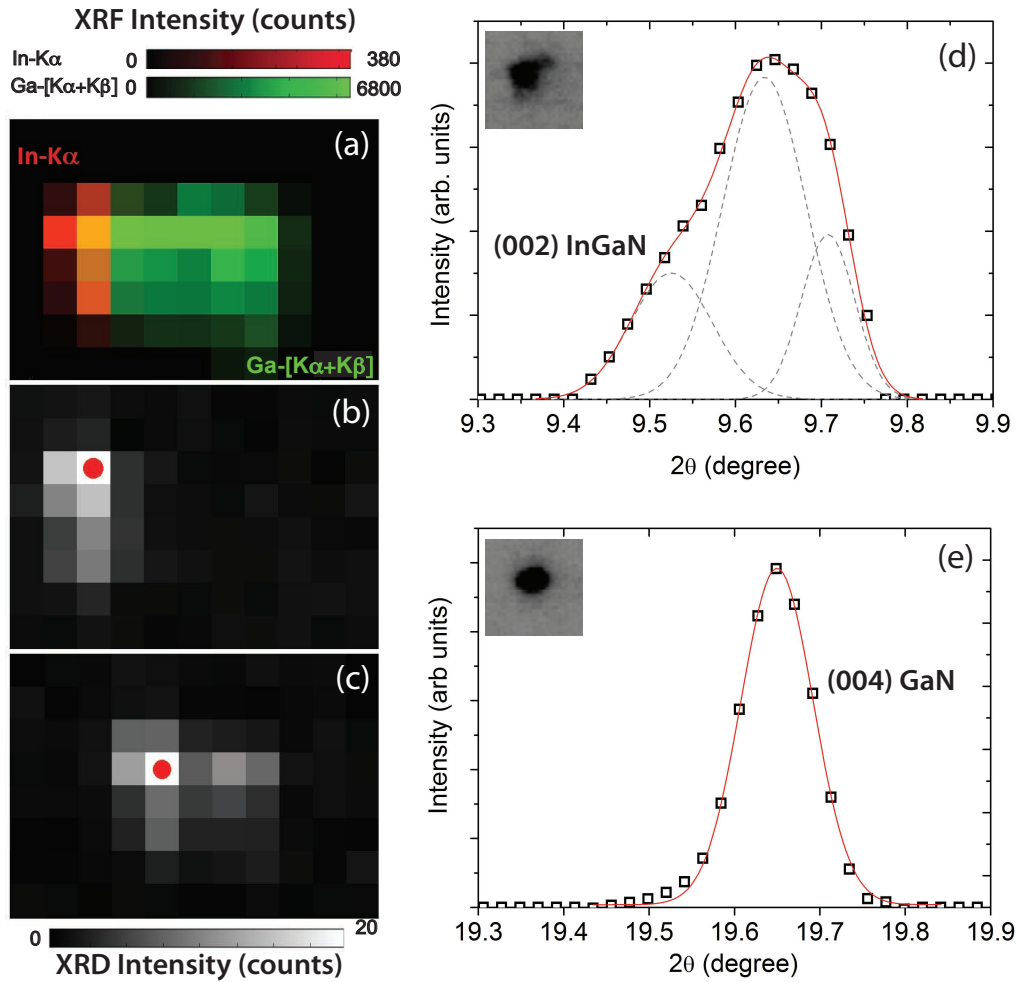 XRF Intensity (counts)
In-Kα 0 380
Ga-[Kα+Kβ] 0 6800
(a)
In-Kα
Ga-[Kα+Kβ]
(b)
(c)
0 20
XRD Intensity (counts)
(d)
Intensity (arb. units)
(002) InGaN
9.3 9.4 9.5 9.6 9.7 9.8 9.9
2θ (degree)
(e)
Intensity (arb units)
(004) GaN
19.3 19.4 19.5 19.6 19.7 19.8 19.9
2θ (degree)